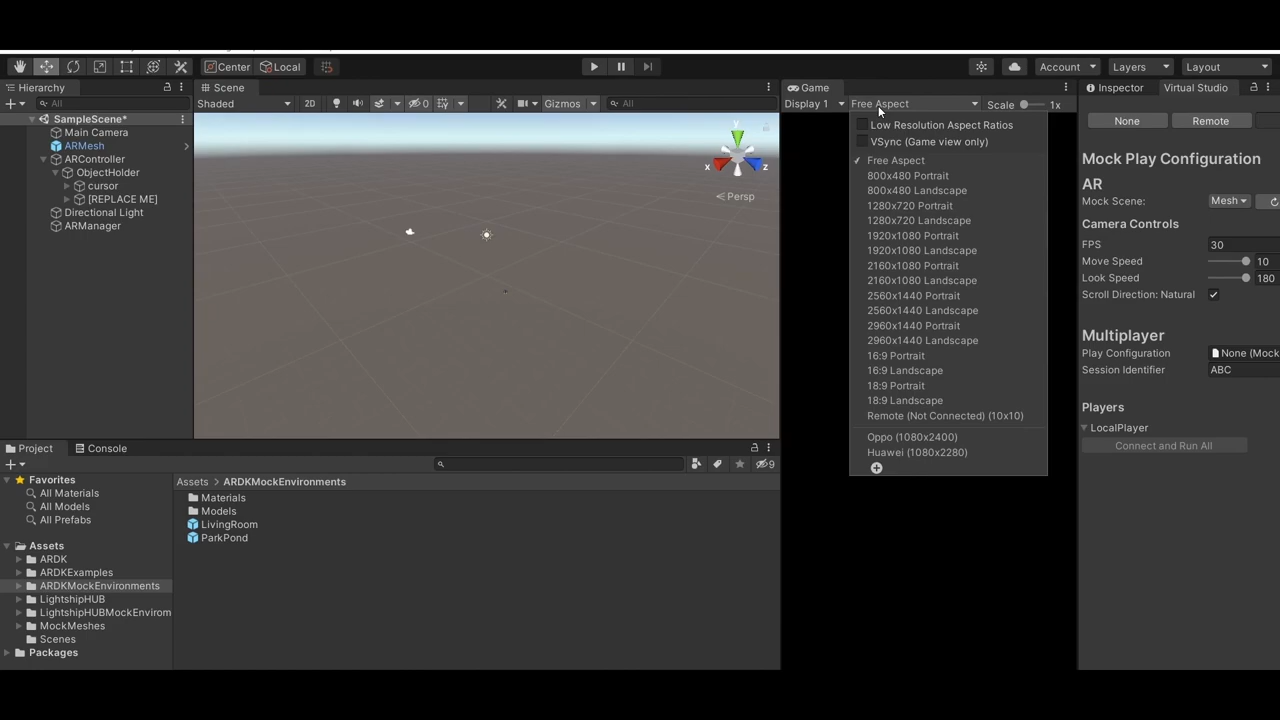 Center Local Account Layers Layout
Hierarchy Scene Game Inspector Virtual Studio
All Shaded 2D 0 Gizmos All Display 1 Free Aspect Scale 1x
SampleScene*
Main Camera
ARMesh
ARController
ObjectHolder
cursor
[REPLACE ME]
Directional Light
ARManager
y
x z
Persp
Low Resolution Aspect Ratios
VSync (Game view only)
Free Aspect
800x480 Portrait
800x480 Landscape
1280x720 Portrait
1280x720 Landscape
1920x1080 Portrait
1920x1080 Landscape
2160x1080 Portrait
2160x1080 Landscape
2560x1440 Portrait
2560x1440 Landscape
2960x1440 Portrait
2960x1440 Landscape
16:9 Portrait
16:9 Landscape
18:9 Portrait
18:9 Landscape
Remote (Not Connected) (10x10)
Oppo (1080x2400)
Huawei (1080x2280)
None Remote
Mock Play Configuration
AR
Mock Scene: Mesh
Camera Controls
FPS 30
Move Speed 10
Look Speed 180
Scroll Direction: Natural
Multiplayer
Play Configuration None (Mock
Session Identifier ABC
Players
LocalPlayer
Connect and Run All
Project Console
9
Favorites
All Materials
All Models
All Prefabs
Assets
ARDK
ARDKExamples
ARDKMockEnvironments
LightshipHUB
LightshipHUBMockEnvirom
MockMeshes
Scenes
Packages
Assets ARDKMockEnvironments
Materials
Models
LivingRoom
ParkPond